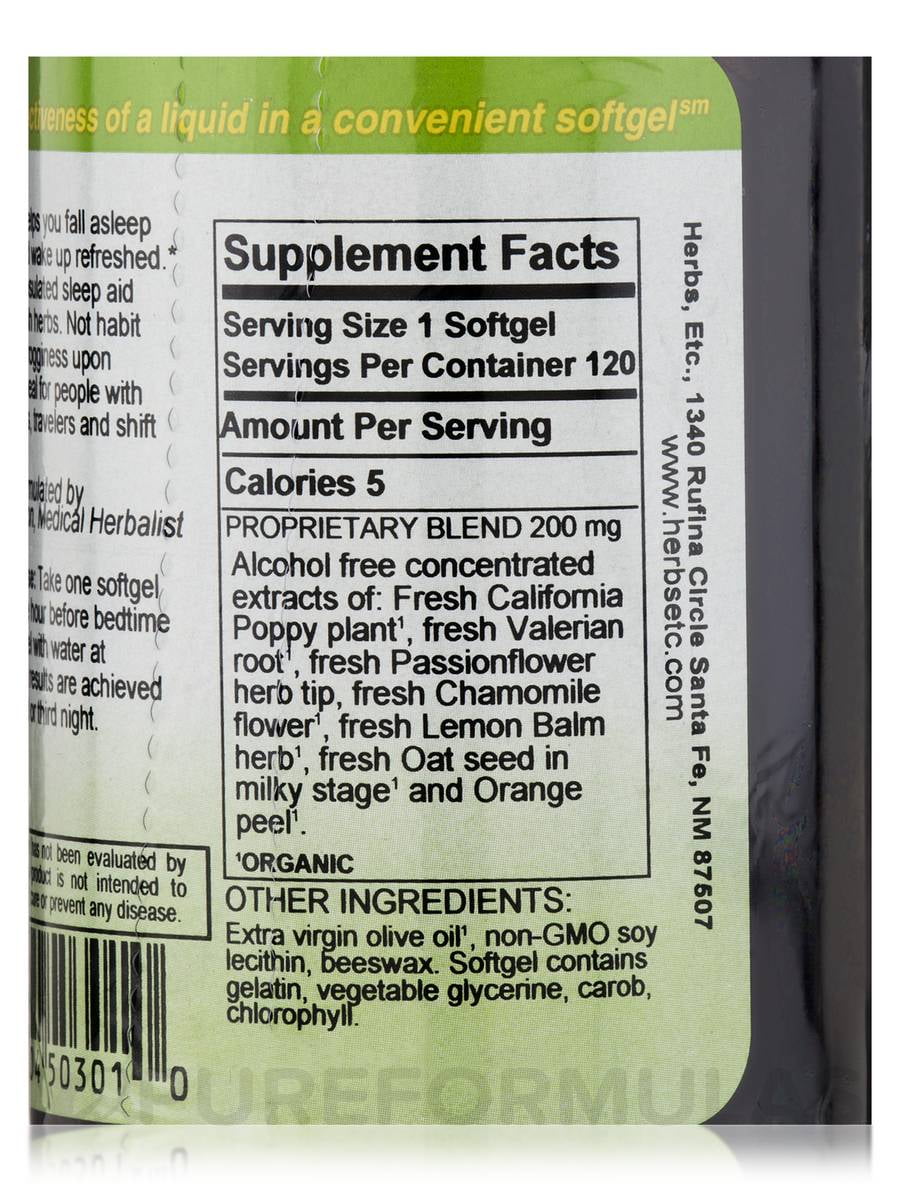 ctiveness of a liquid in a convenient softgel℠
you fall asleep
wake up refreshed.*
sleep aid
herbs. Not habit
upon
for people with
travelers and shift
by
Medical Herbalist
Take one softgel
hour before bedtime
with water at
results are achieved
or third night.
has not been evaluated by
product is not intended to
or prevent any disease.
50301 0
Supplement Facts
Serving Size 1 Softgel
Servings Per Container 120
Amount Per Serving
Calories 5
PROPRIETARY BLEND 200 mg
Alcohol free concentrated
extracts of: Fresh California
Poppy plant¹, fresh Valerian
root¹, fresh Passionflower
herb tip, fresh Chamomile
flower¹, fresh Lemon Balm
herb¹, fresh Oat seed in
milky stage¹ and Orange
peel¹.
¹ORGANIC
OTHER INGREDIENTS:
Extra virgin olive oil¹, non-GMO soy
lecithin, beeswax. Softgel contains
gelatin, vegetable glycerine, carob,
chlorophyll.
Herbs, Etc., 1340 Rufina Circle Santa Fe, NM 87507
www.herbsetc.com
PUREFORMULAS